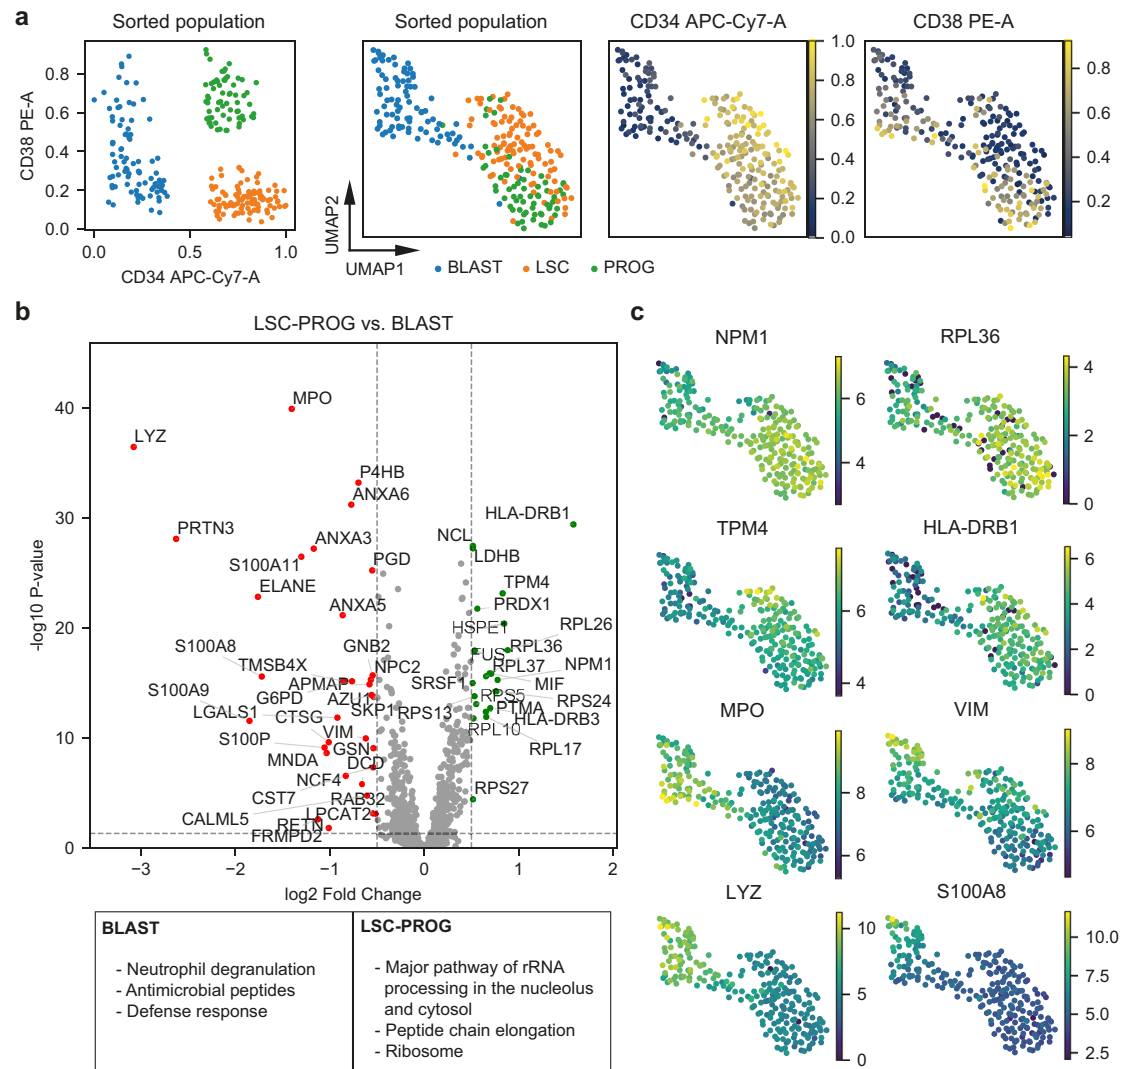 a
Sorted population
Sorted population
CD34 APC-Cy7-A
CD38 PE-A
CD38 PE-A
0.8
0.6
0.4
0.2
0.0
0.0
0.5
1.0
CD34 APC-Cy7-A
UMAP2
UMAP1
BLAST
LSC
PROG
1.0
0.8
0.6
0.4
0.2
0.0
0.8
0.6
0.4
0.2
b
LSC-PROG vs. BLAST
-log10 P-value
40
30
20
10
0
MPO
LYZ
P4HB
ANXA6
HLA-DRB1
PRTN3
ANXA3
NCL
S100A11
PGD
LDHB
ELANE
TPM4
ANXA5
PRDX1
HSPE1
RPL26
S100A8
GNB2
FUS
RPL36
TMSB4X
NPC2
RPL37
NPM1
S100A9
APMAP
SRSF1
MIF
G6PD
AZU1
RPS5
RPS24
LGALS1
CTSG
SKP1
RPS13
PTMA
HLA-DRB3
S100P
VIM
RPL10
GSN
RPL17
MNDA
DCD
NCF4
RPS27
CST7
RAB32
CALML5
LPCAT2
RETN
FRMPD2
−3
−2
−1
0
1
2
log2 Fold Change
BLAST
- Neutrophil degranulation
- Antimicrobial peptides
- Defense response
LSC-PROG
- Major pathway of rRNA
processing in the nucleolus
and cytosol
- Peptide chain elongation
- Ribosome
c
NPM1
6
4
RPL36
4
2
0
TPM4
6
4
HLA-DRB1
6
4
2
0
MPO
8
6
VIM
8
6
LYZ
10
5
0
S100A8
10.0
7.5
5.0
2.5